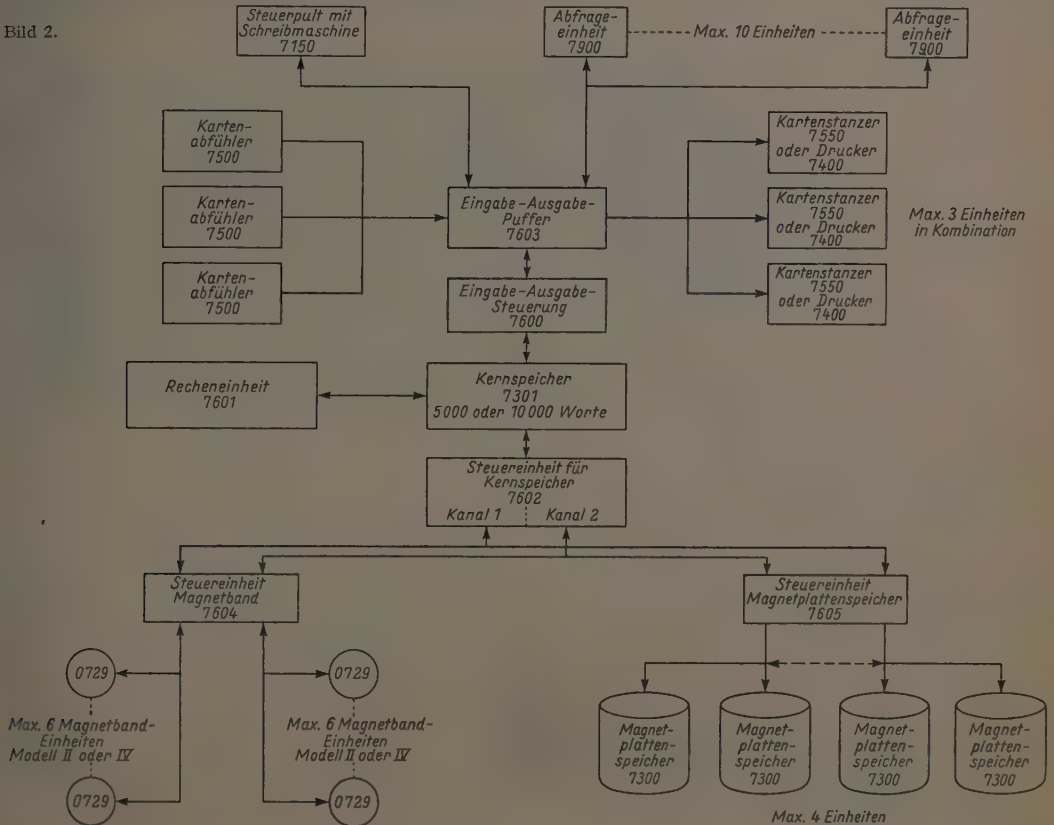 Bild 2.
Steuerpult mit
Schreibmaschine
7150
Abfrage-
einheit
7900
Max. 10 Einheiten
Abfrage-
einheit
7900
Karten-
abfühler
7500
Karten-
abfühler
7500
Karten-
abfühler
7500
Eingabe-Ausgabe-
Puffer
7603
Kartenstanzer
7550
oder Drucker
7400
Kartenstanzer
7550
oder Drucker
7400
Kartenstanzer
7550
oder Drucker
7400
Max. 3 Einheiten
in Kombination
Eingabe-Ausgabe-
Steuerung
7600
Recheneinheit
7601
Kernspeicher
7301
5000 oder 10000 Worte
Steuereinheit für
Kernspeicher
7602
Kanal 1
Kanal 2
Steuereinheit
Magnetband
7604
Steuereinheit
Magnetplattenspeicher
7605
0729
0729
Max. 6 Magnetband-
Einheiten
Modell II oder IV
Max. 6 Magnetband-
Einheiten
Modell II oder IV
0729
0729
Magnet-
platten-
speicher
7300
Magnet-
platten-
speicher
7300
Magnet-
platten-
speicher
7300
Magnet-
platten-
speicher
7300
Max. 4 Einheiten